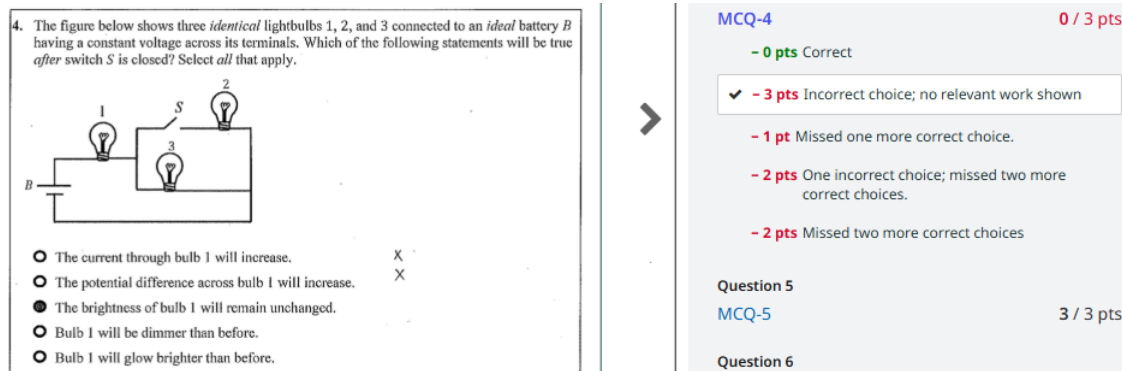 4. The figure below shows three identical lightbulbs 1, 2, and 3 connected to an ideal battery B
having a constant voltage across its terminals. Which of the following statements will be true
after switch S is closed? Select all that apply.
2
1
S
3
B
The current through bulb 1 will increase.
X
The potential difference across bulb 1 will increase.
X
The brightness of bulb 1 will remain unchanged.
Bulb 1 will be dimmer than before.
Bulb 1 will glow brighter than before.
MCQ-4
0 / 3 pts
- 0 pts Correct
✔ - 3 pts Incorrect choice; no relevant work shown
- 1 pt Missed one more correct choice.
- 2 pts One incorrect choice; missed two more
correct choices.
- 2 pts Missed two more correct choices
Question 5
MCQ-5
3 / 3 pts
Question 6